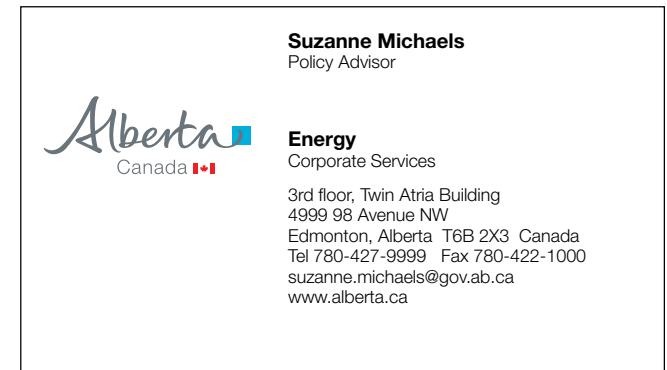 Suzanne Michaels
Policy Advisor
Alberta
Canada
Energy
Corporate Services
3rd floor, Twin Atria Building
4999 98 Avenue NW
Edmonton, Alberta  T6B 2X3  Canada
Tel 780-427-9999   Fax 780-422-1000
suzanne.michaels@gov.ab.ca
www.alberta.ca